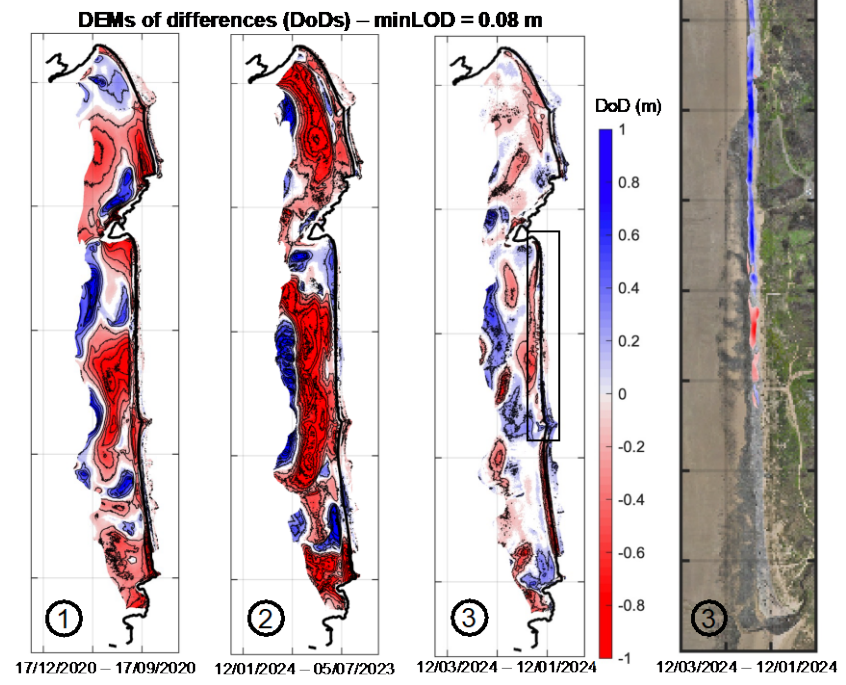 DEMs of differences (DoDs) – minLOD = 0.08 m
DoD (m)
1
0.8
0.6
0.4
0.2
0
-0.2
-0.4
-0.6
-0.8
-1
1
2
3
3
17/12/2020 – 17/09/2020
12/01/2024 – 05/07/2023
12/03/2024 – 12/01/2024
12/03/2024 – 12/01/2024